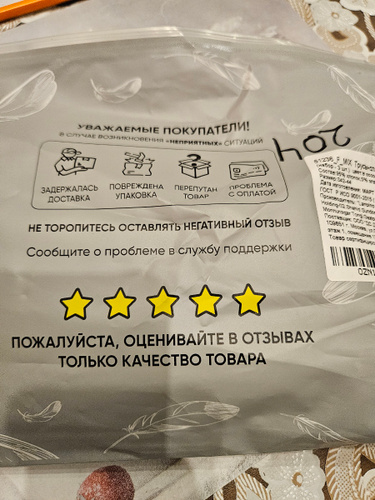 УВАЖАЕМЫЕ ПОКУПАТЕЛИ!
В СЛУЧАЕ ВОЗНИКНОВЕНИЯ «НЕПРИЯТНЫХ» СИТУАЦИЙ
204
ЗАДЕРЖАЛАСЬ
ДОСТАВКА
ПОВРЕЖДЕНА
УПАКОВКА
ПЕРЕПУТАН
ТОВАР
ПРОБЛЕМА
С ОПЛАТОЙ
НЕ ТОРОПИТЕСЬ ОСТАВЛЯТЬ НЕГАТИВНЫЙ ОТЗЫВ
Сообщите о проблеме в службу поддержки
ПОЖАЛУЙСТА, ОЦЕНИВАЙТЕ В ОТЗЫВАХ
ТОЛЬКО КАЧЕСТВО ТОВАРА